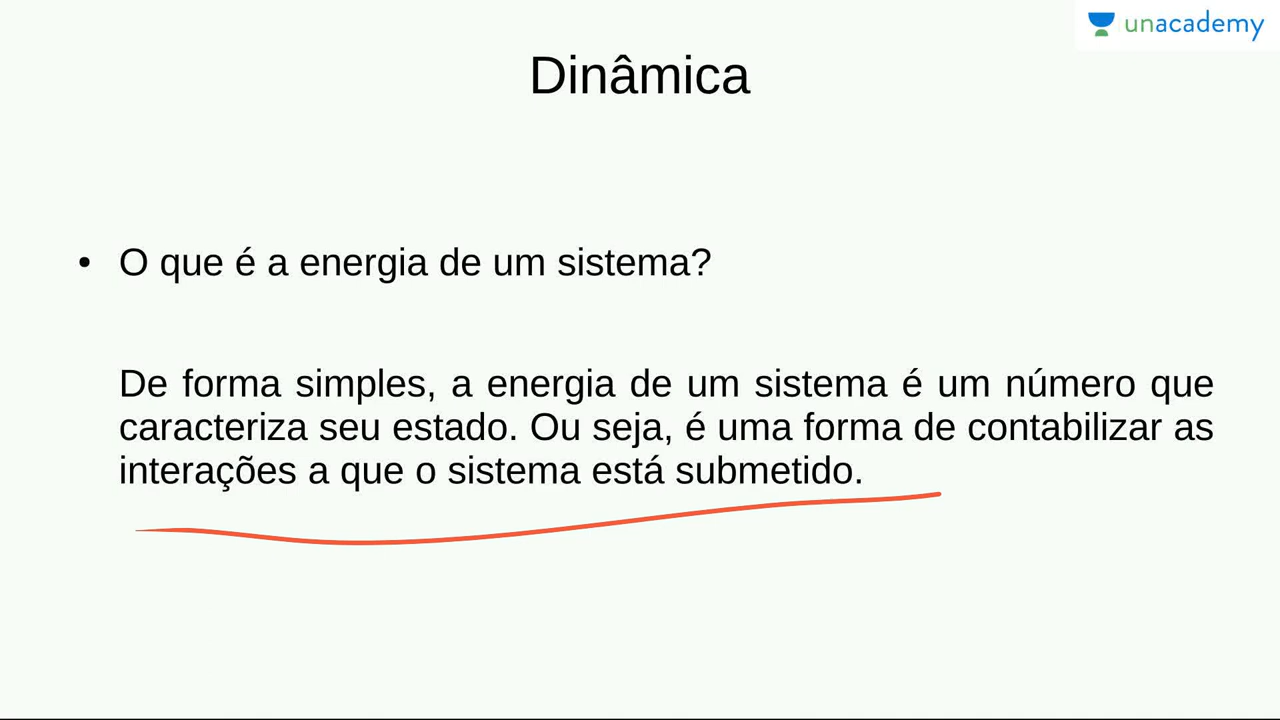 unacademy
Dinâmica
• O que é a energia de um sistema?
De forma simples, a energia de um sistema é um número que
caracteriza seu estado. Ou seja, é uma forma de contabilizar as
interações a que o sistema está submetido.